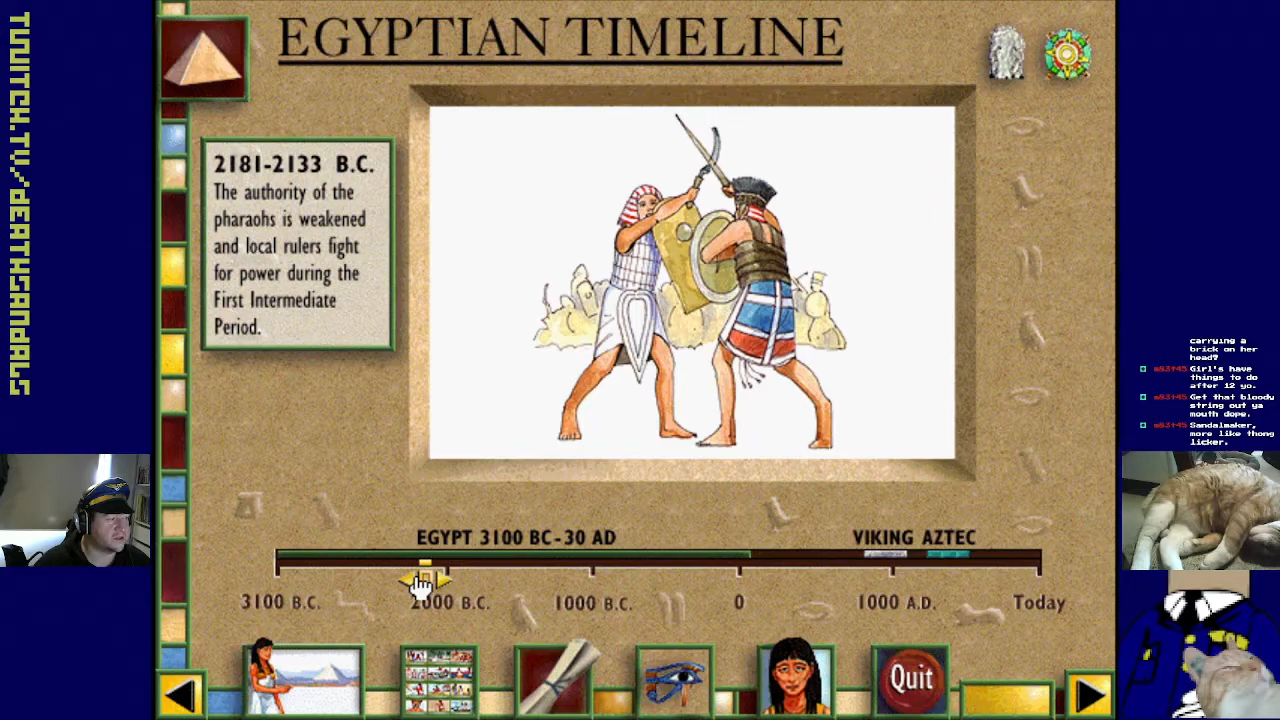 TWITCH.TV/DEATHSANDALS
EGYPTIAN TIMELINE
2181-2133 B.C.
The authority of the
pharaohs is weakened
and local rulers fight
for power during the
First Intermediate
Period.
carrying a
brick on her
head?
m83t45 Girl's have
things to do
after 12 yo.
m83t45 Get that bloody
string out ya
mouth dope.
m83t45 Sandalmaker,
more like thong
licker.
EGYPT 3100 BC-30 AD
VIKING AZTEC
3100 B.C. 2000 B.C. 1000 B.C. 0 1000 A.D. Today
Quit